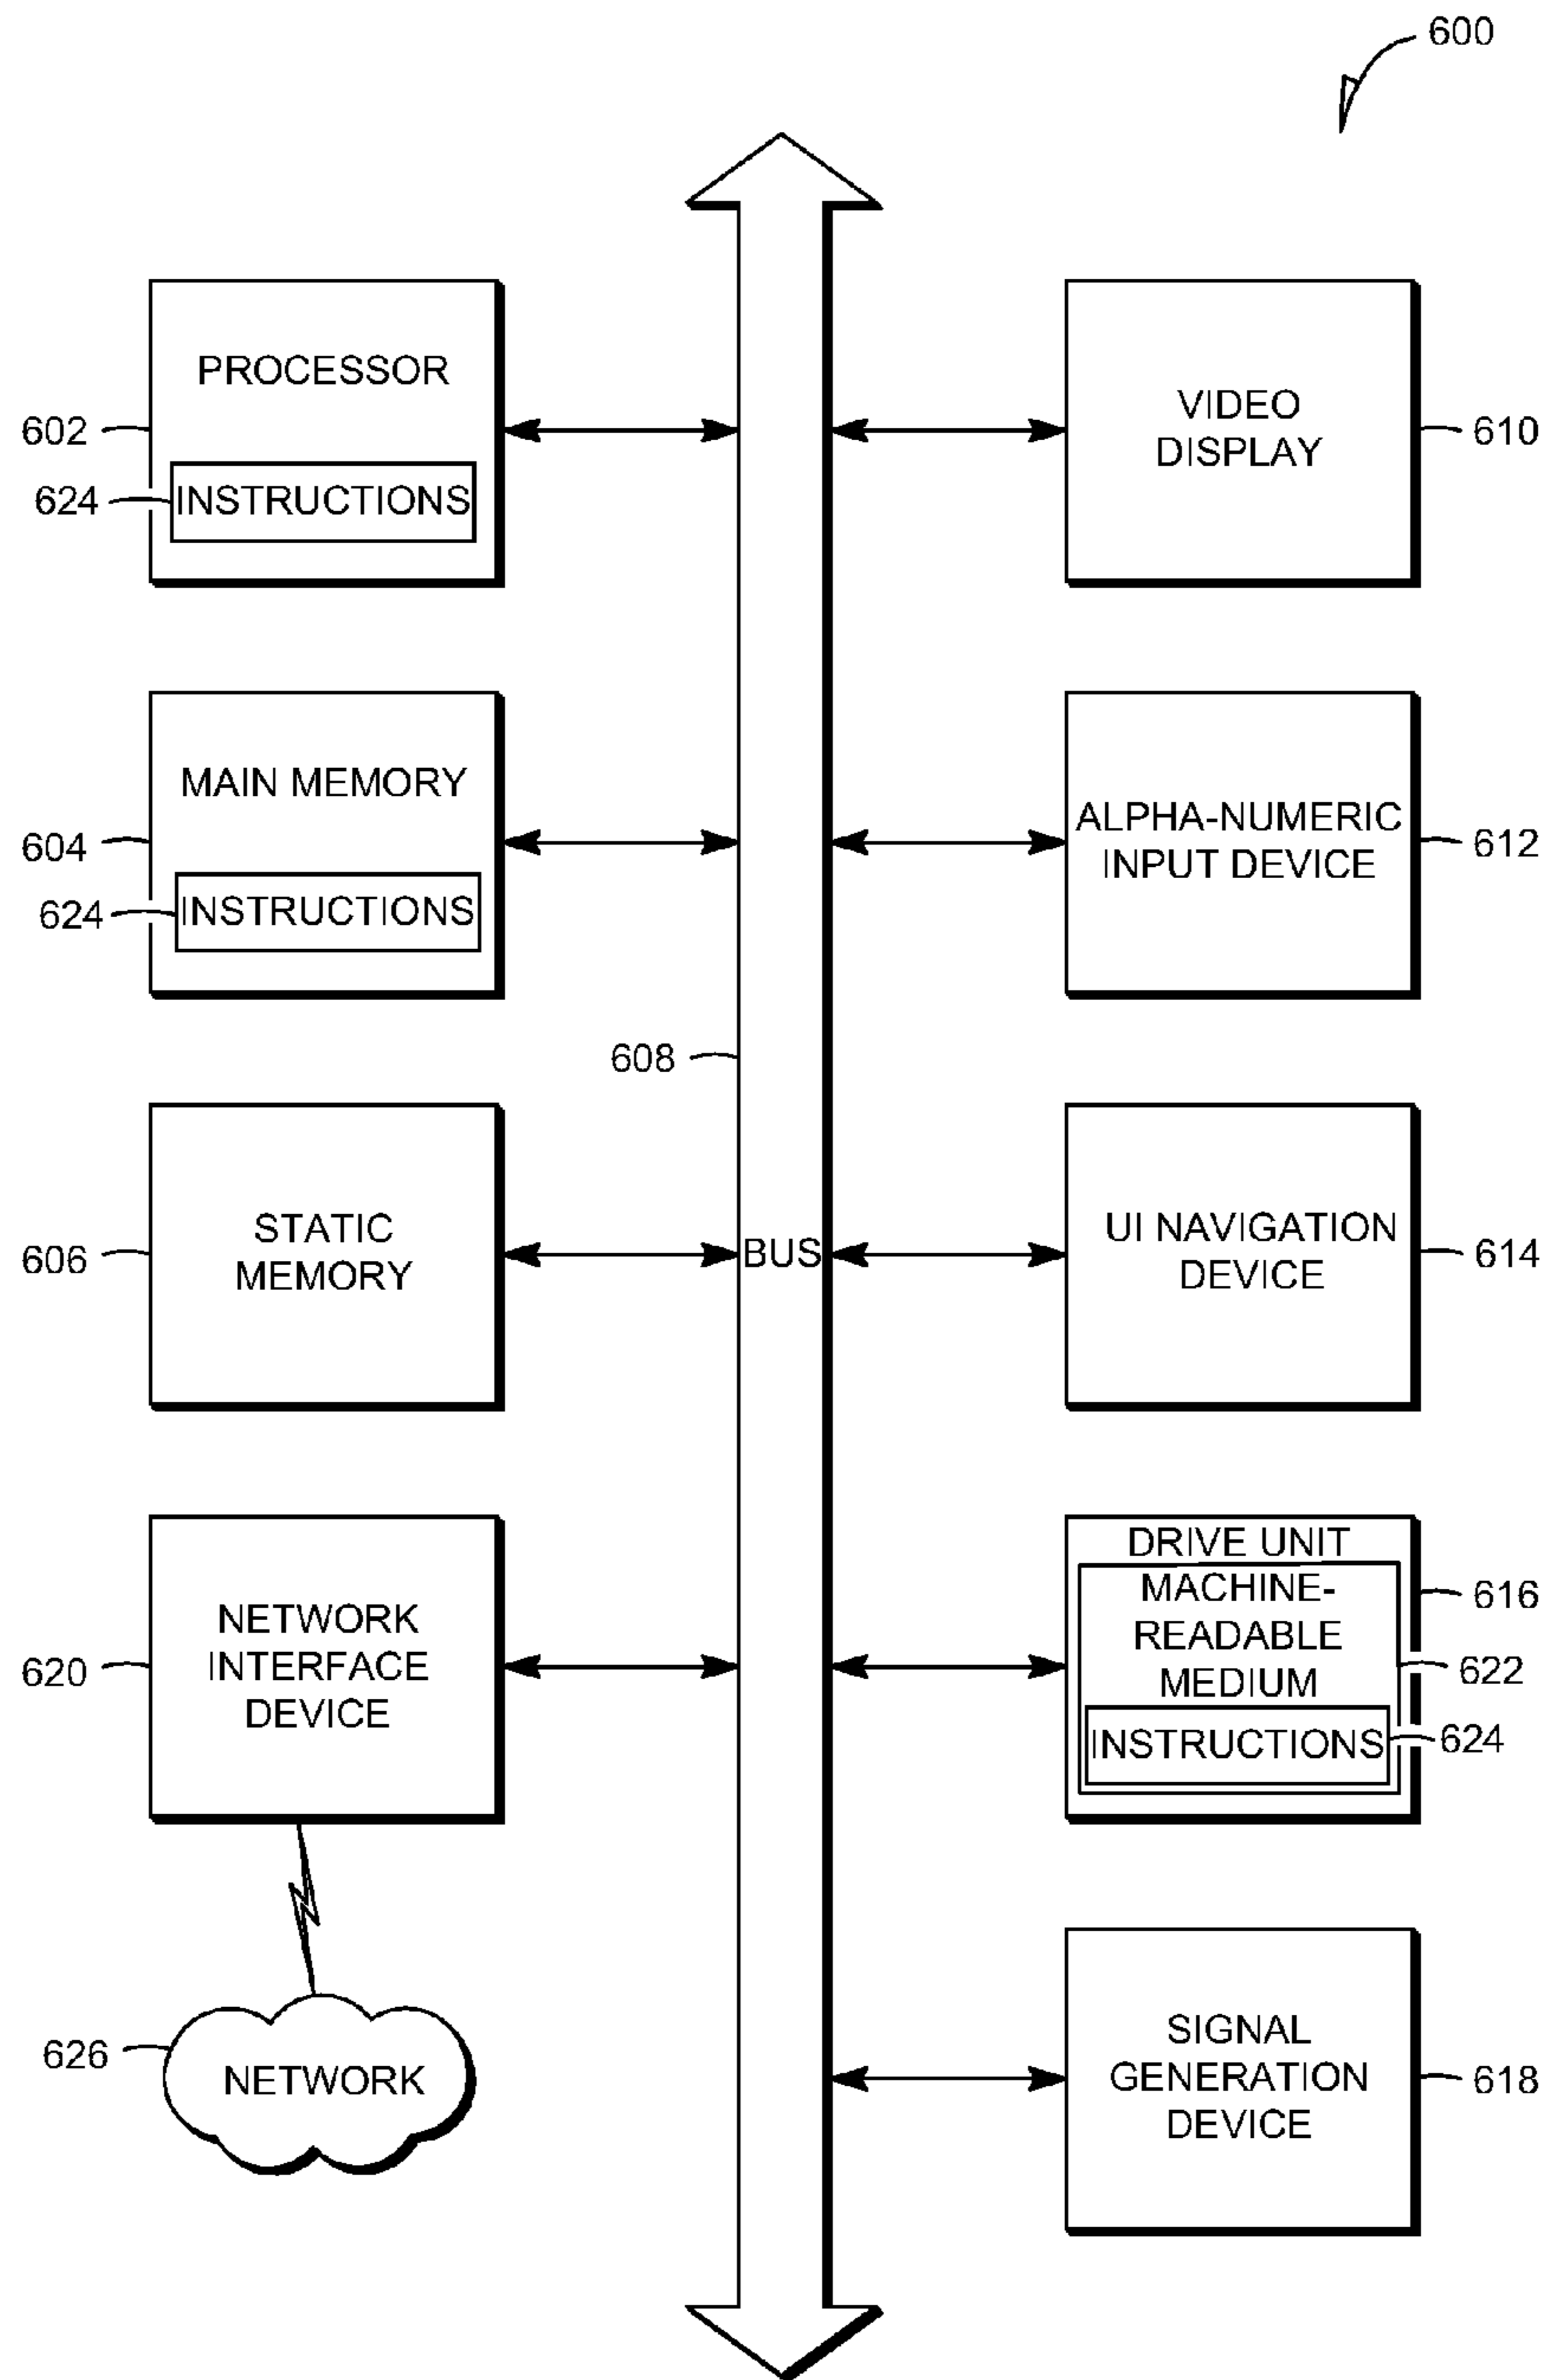 600
PROCESSOR
602
624
INSTRUCTIONS
VIDEO
DISPLAY
610
MAIN MEMORY
604
624
INSTRUCTIONS
ALPHA-NUMERIC
INPUT DEVICE
612
608
STATIC
MEMORY
606
BUS
UI NAVIGATION
DEVICE
614
NETWORK
INTERFACE
DEVICE
620
DRIVE UNIT
MACHINE-
READABLE
MEDIUM
616
622
INSTRUCTIONS
624
626
NETWORK
SIGNAL
GENERATION
DEVICE
618